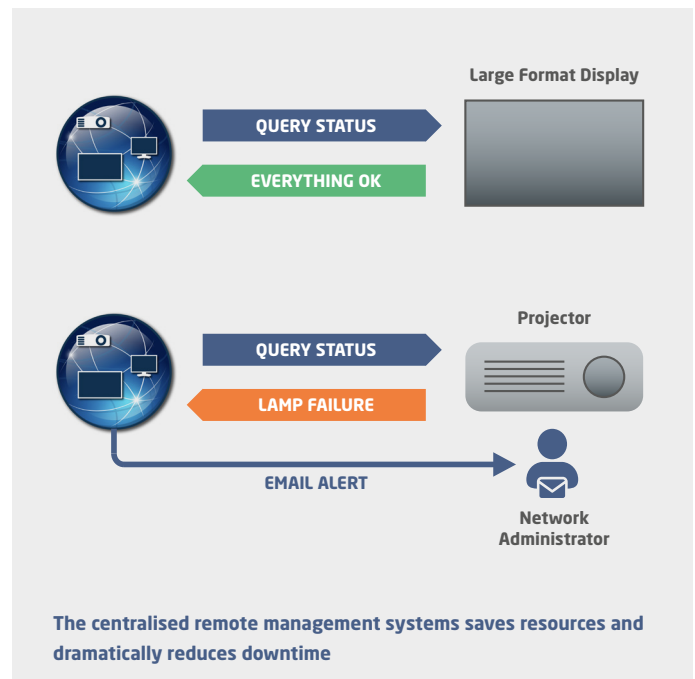 Large Format Display
QUERY STATUS
EVERYTHING OK
Projector
QUERY STATUS
LAMP FAILURE
EMAIL ALERT
Network
Administrator
The centralised remote management systems saves resources and
dramatically reduces downtime